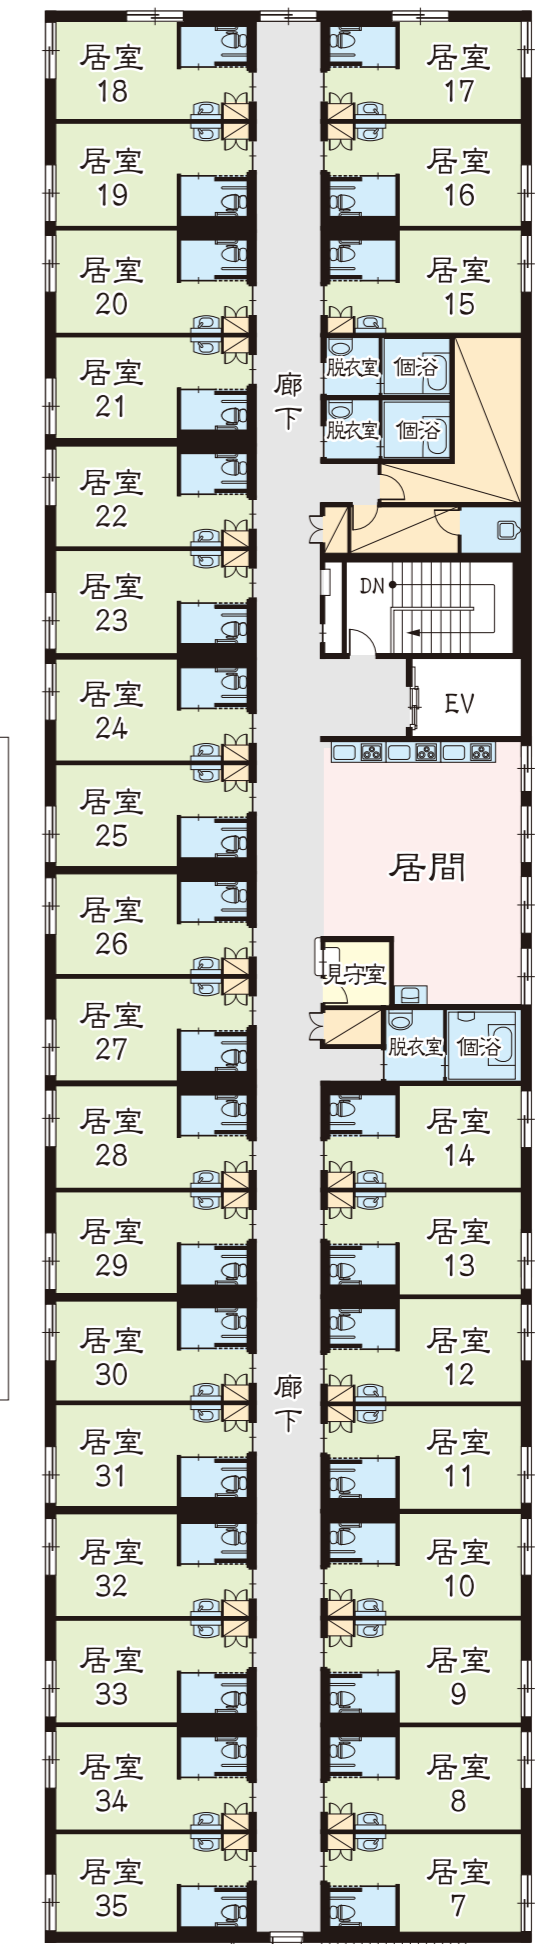 居室
18
居室
17
居室
19
居室
16
居室
20
居室
15
居室
21
脱衣室
個浴
廊下
脱衣室
個浴
居室
22
居室
23
DN
居室
24
EV
居室
25
居間
居室
26
見守室
居室
27
脱衣室
個浴
居室
28
居室
14
居室
29
居室
13
居室
30
居室
12
廊下
居室
31
居室
11
居室
32
居室
10
居室
33
居室
9
居室
34
居室
8
居室
35
居室
7